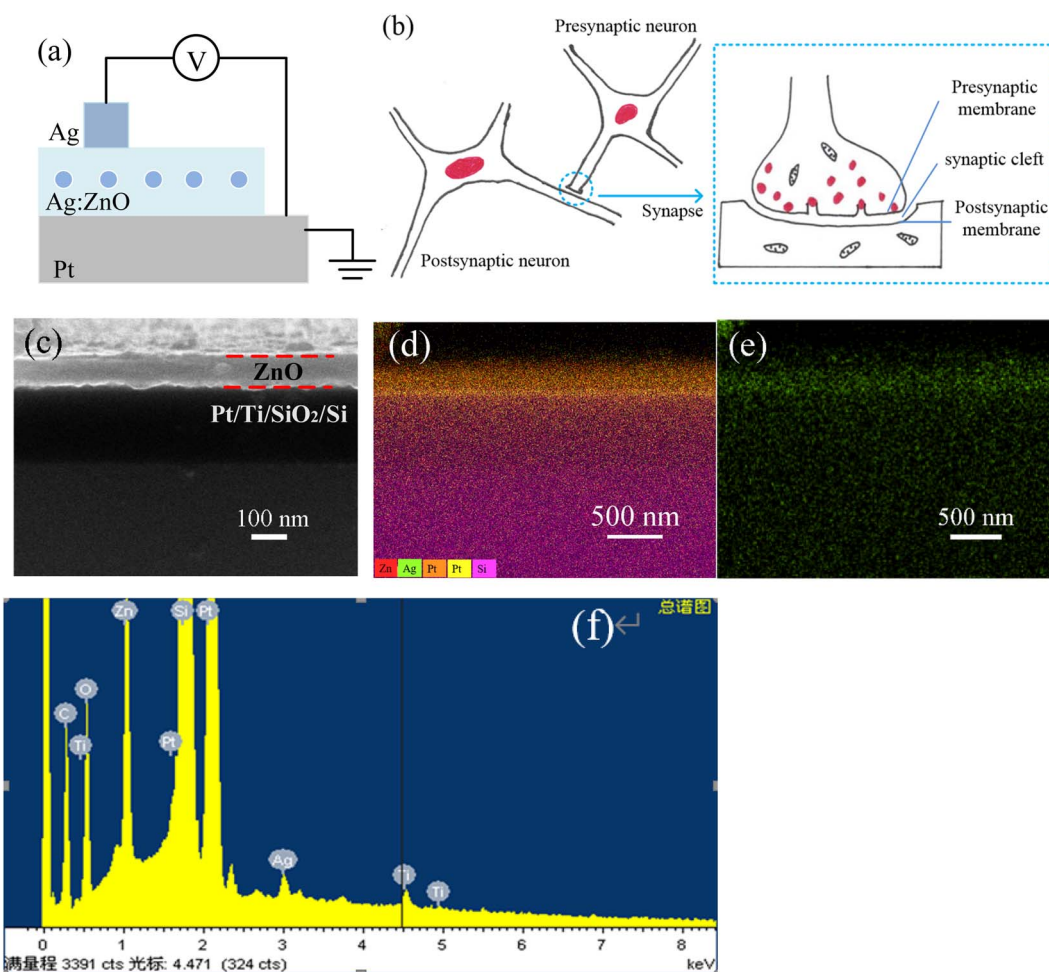 (a)
V
Ag
Ag:ZnO
Pt
(b)
Presynaptic neuron
Postsynaptic neuron
Synapse
Presynaptic
membrane
synaptic cleft
Postsynaptic
membrane
(c)
ZnO
Pt/Ti/SiO₂/Si
100 nm
(d)
500 nm
Zn Ag Pt Pt Si
(e)
500 nm
(f)↵
总谱图
Zn Si Pt
O
C
Ti Pt
Ag
Ti
Ti
0 1 2 3 4 5 6 7 8
满量程 3391 cts 光标: 4.471 (324 cts) keV